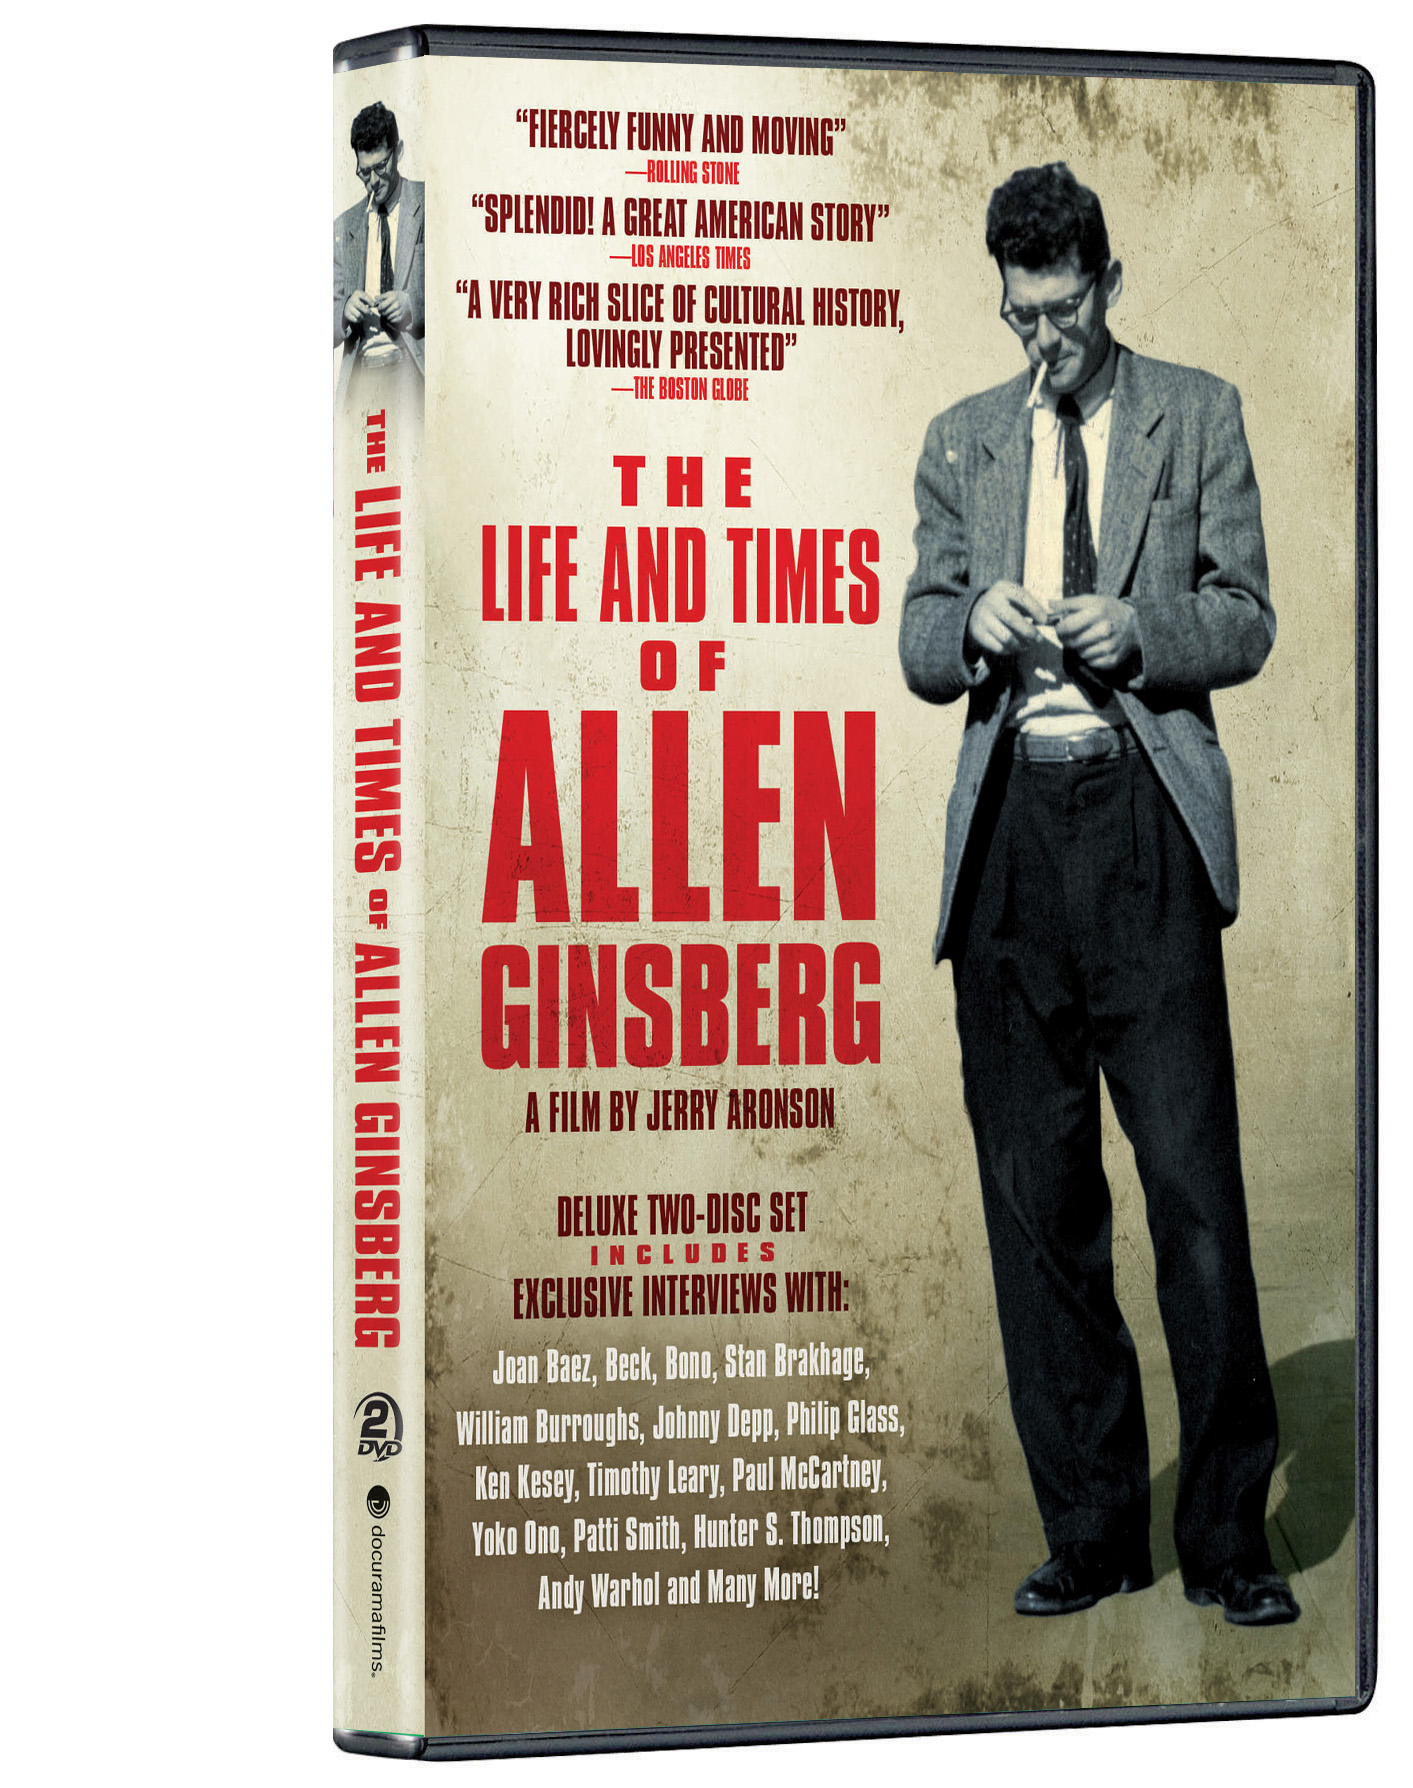 “FIERCELY FUNNY AND MOVING”
—ROLLING STONE
“SPLENDID! A GREAT AMERICAN STORY”
—LOS ANGELES TIMES
“A VERY RICH SLICE OF CULTURAL HISTORY,
LOVINGLY PRESENTED”
—THE BOSTON GLOBE
THE
LIFE AND TIMES
OF
ALLEN
GINSBERG
A FILM BY JERRY ARONSON
DELUXE TWO-DISC SET
INCLUDES
EXCLUSIVE INTERVIEWS WITH:
Joan Baez, Beck, Bono, Stan Brakhage,
William Burroughs, Johnny Depp, Philip Glass,
Ken Kesey, Timothy Leary, Paul McCartney,
Yoko Ono, Patti Smith, Hunter S. Thompson,
Andy Warhol and Many More!
THE LIFE AND TIMES OF ALLEN GINSBERG
2
DVD
docuramafilms®